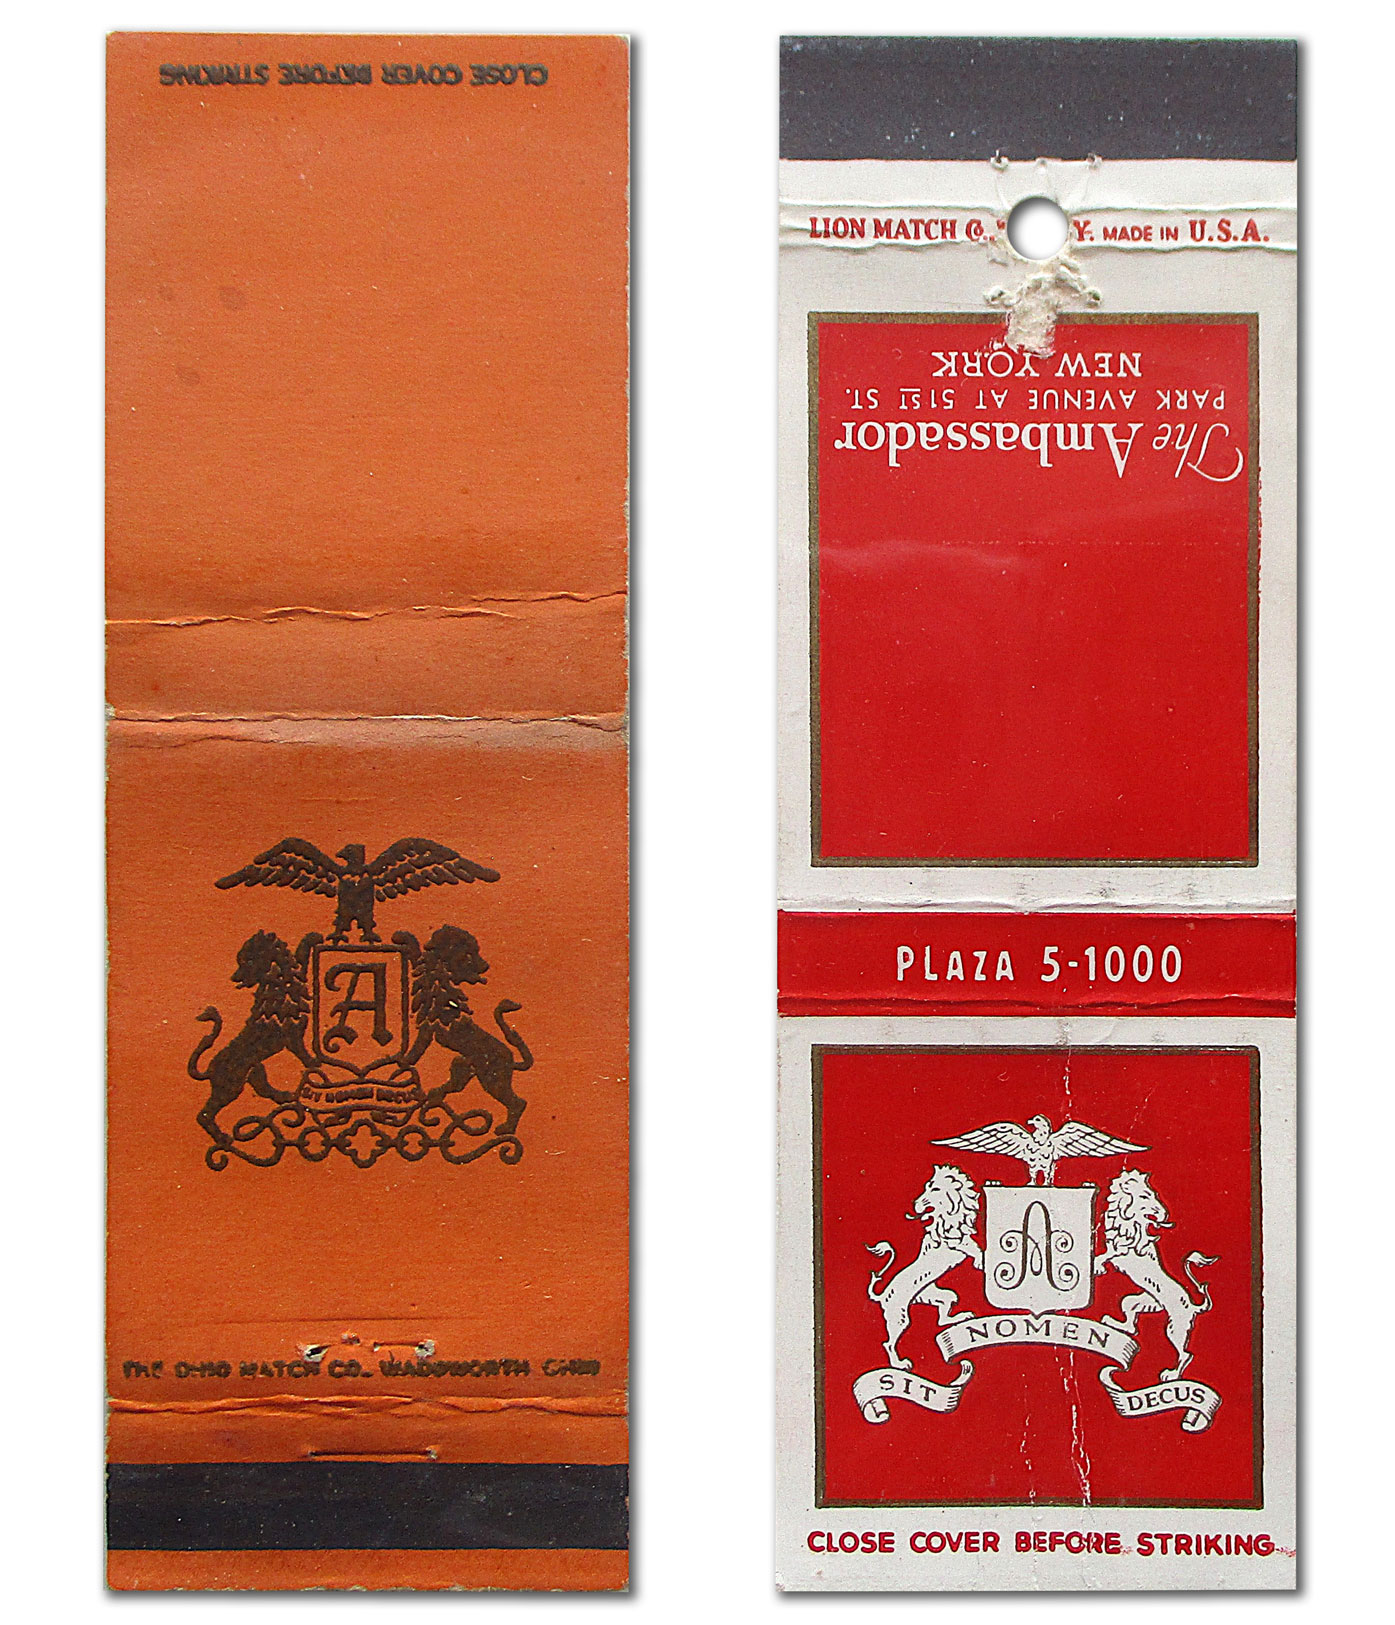 CLOSE COVER BEFORE STRIKING
A
SIT NOMEN DECUS
THE OHIO MATCH CO., WADSWORTH OHIO
LION MATCH Co., Y. MADE IN U.S.A.
The Ambassador
PARK AVENUE AT 51ST ST.
NEW YORK
PLAZA 5-1000
A
NOMEN
SIT DECUS
CLOSE COVER BEFORE STRIKING